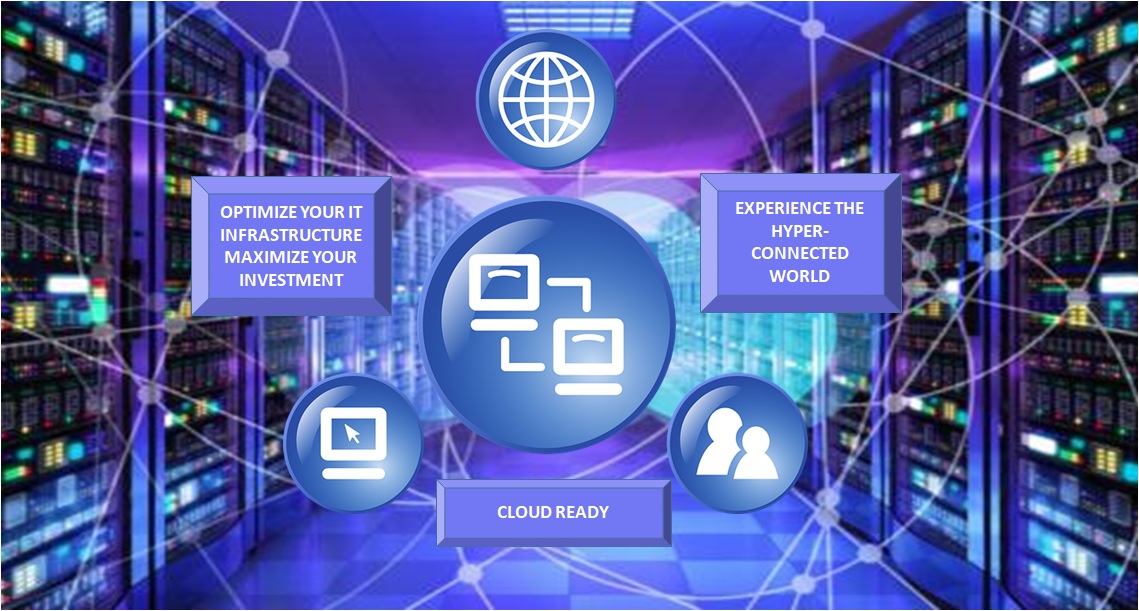 OPTIMIZE YOUR IT
INFRASTRUCTURE
MAXIMIZE YOUR
INVESTMENT
EXPERIENCE THE
HYPER-
CONNECTED
WORLD
CLOUD READY